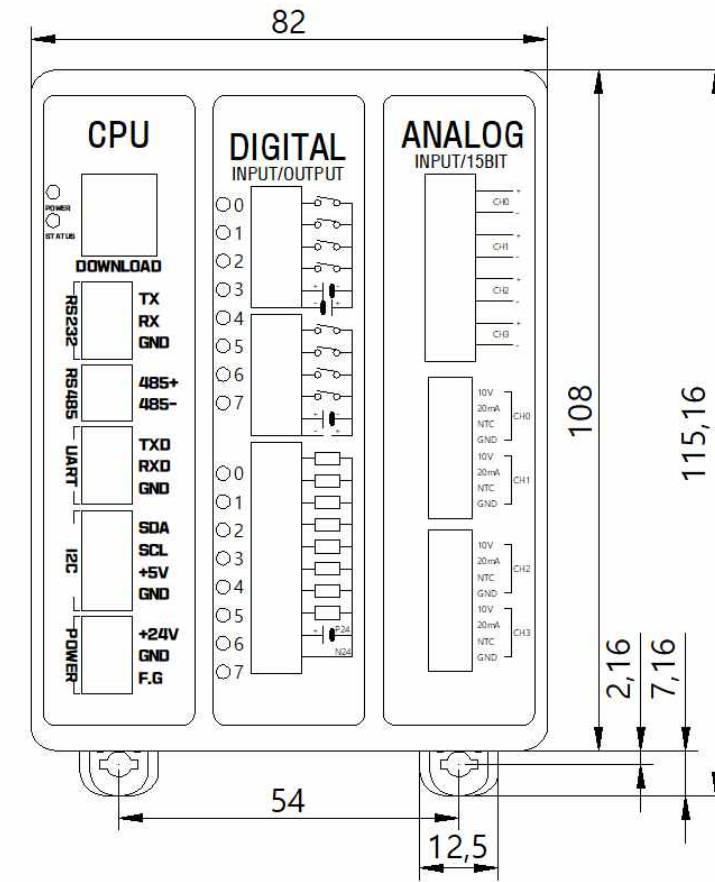 82
CPU
POWER
STATUS
DOWNLOAD
RS232
TX
RX
GND
RS485
485+
485-
UART
TXD
RXD
GND
I2C
SDA
SCL
+5V
GND
POWER
+24V
GND
F.G
DIGITAL
INPUT/OUTPUT
0
1
2
3
4
5
6
7
+ -
- +
+ -
0
1
2
3
4
5
6
7
+ - P24
N24
ANALOG
INPUT/15BIT
+
CH0
-
+
CH1
-
+
CH2
-
+
CH3
-
10V
20mA
NTC
GND
CH0
10V
20mA
NTC
GND
CH1
10V
20mA
NTC
GND
CH2
10V
20mA
NTC
GND
CH3
108
115,16
2,16
7,16
54
12,5